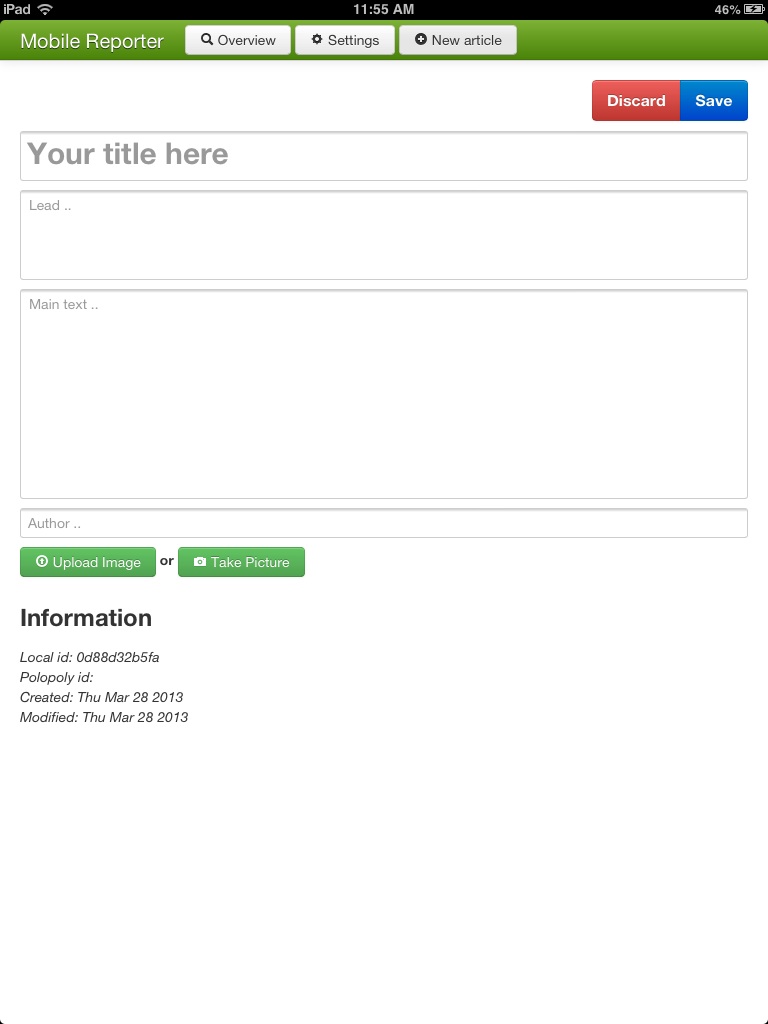 iPad 11:55 AM 46%
Mobile Reporter Overview Settings New article
Discard Save
Your title here
Lead ..
Main text ..
Author ..
Upload Image or Take Picture
Information
Local id: 0d88d32b5fa
Polopoly id:
Created: Thu Mar 28 2013
Modified: Thu Mar 28 2013